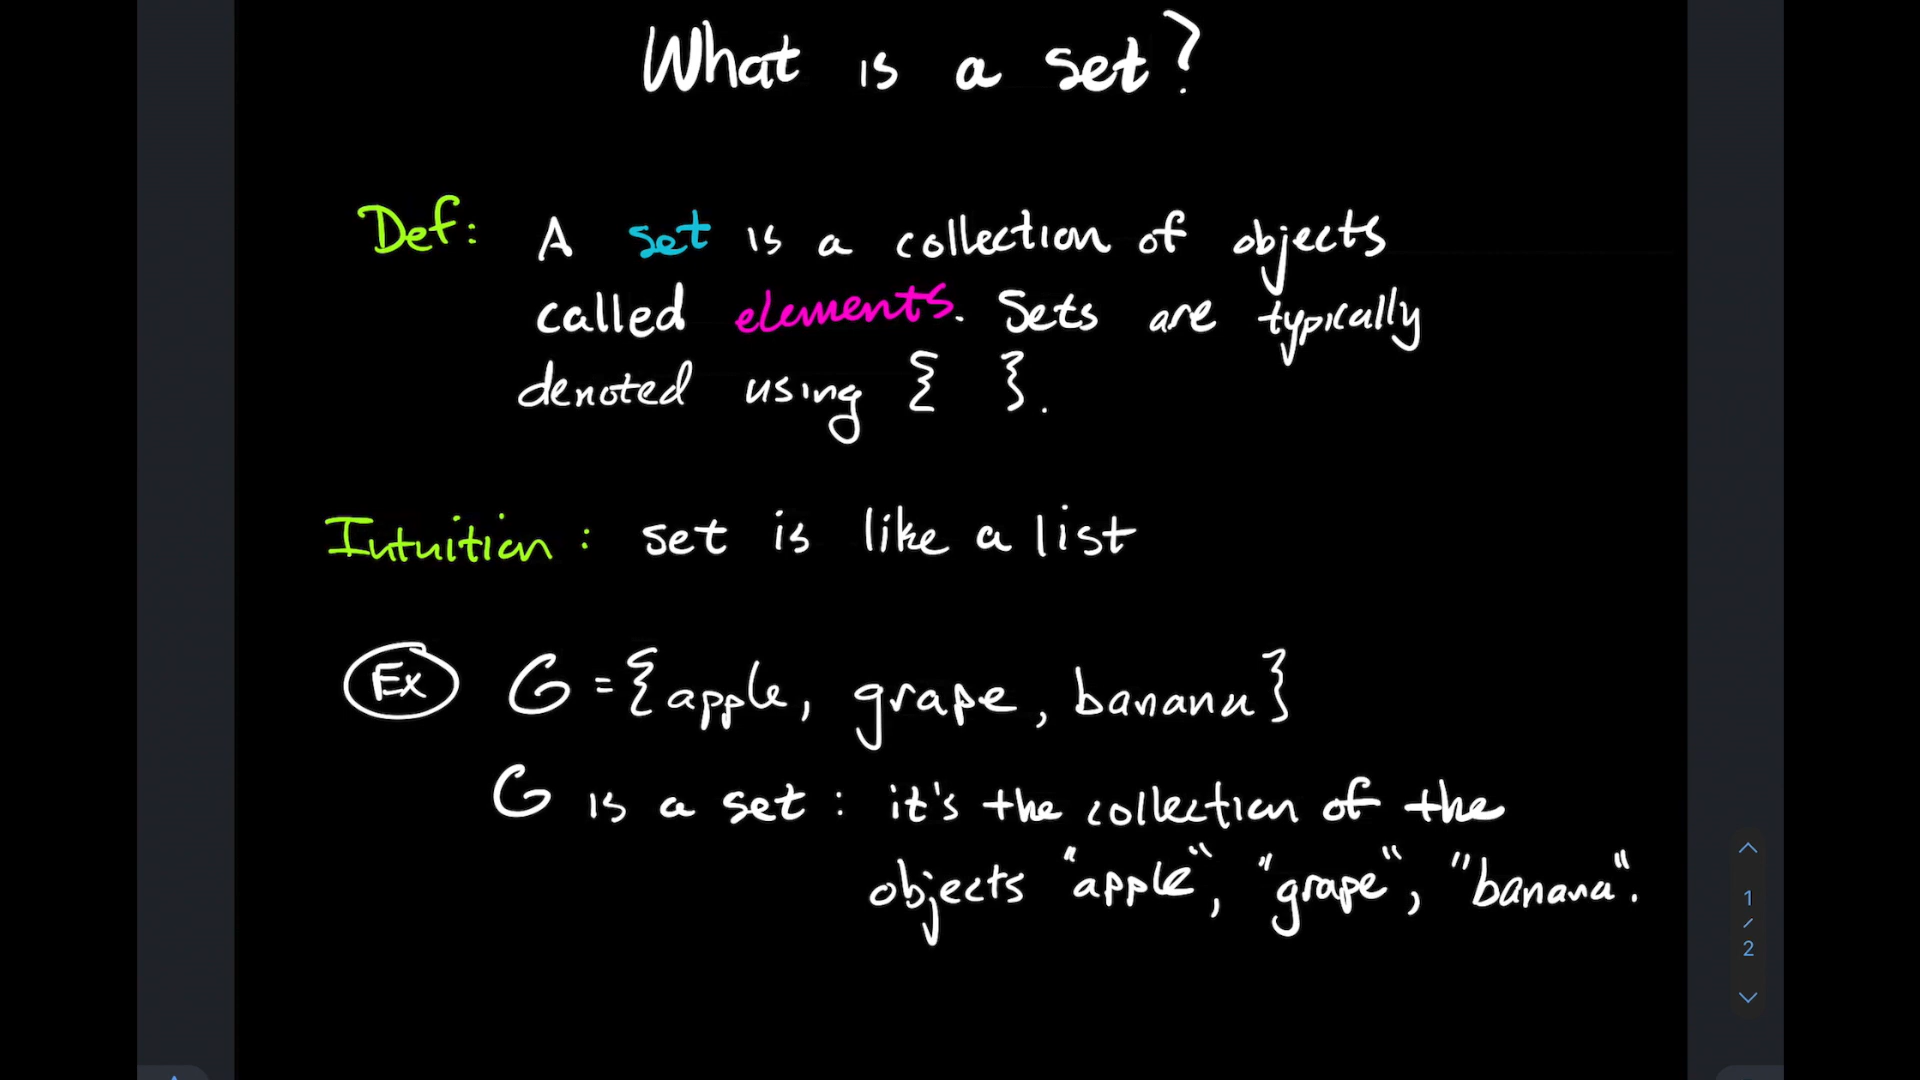 What is a set?
Def: A set is a collection of objects
called elements. Sets are typically
denoted using { }.
Intuition: set is like a list
Ex G = {apple, grape, banana}
G is a set: it's the collection of the
objects "apple", "grape", "banana".
1
/
2